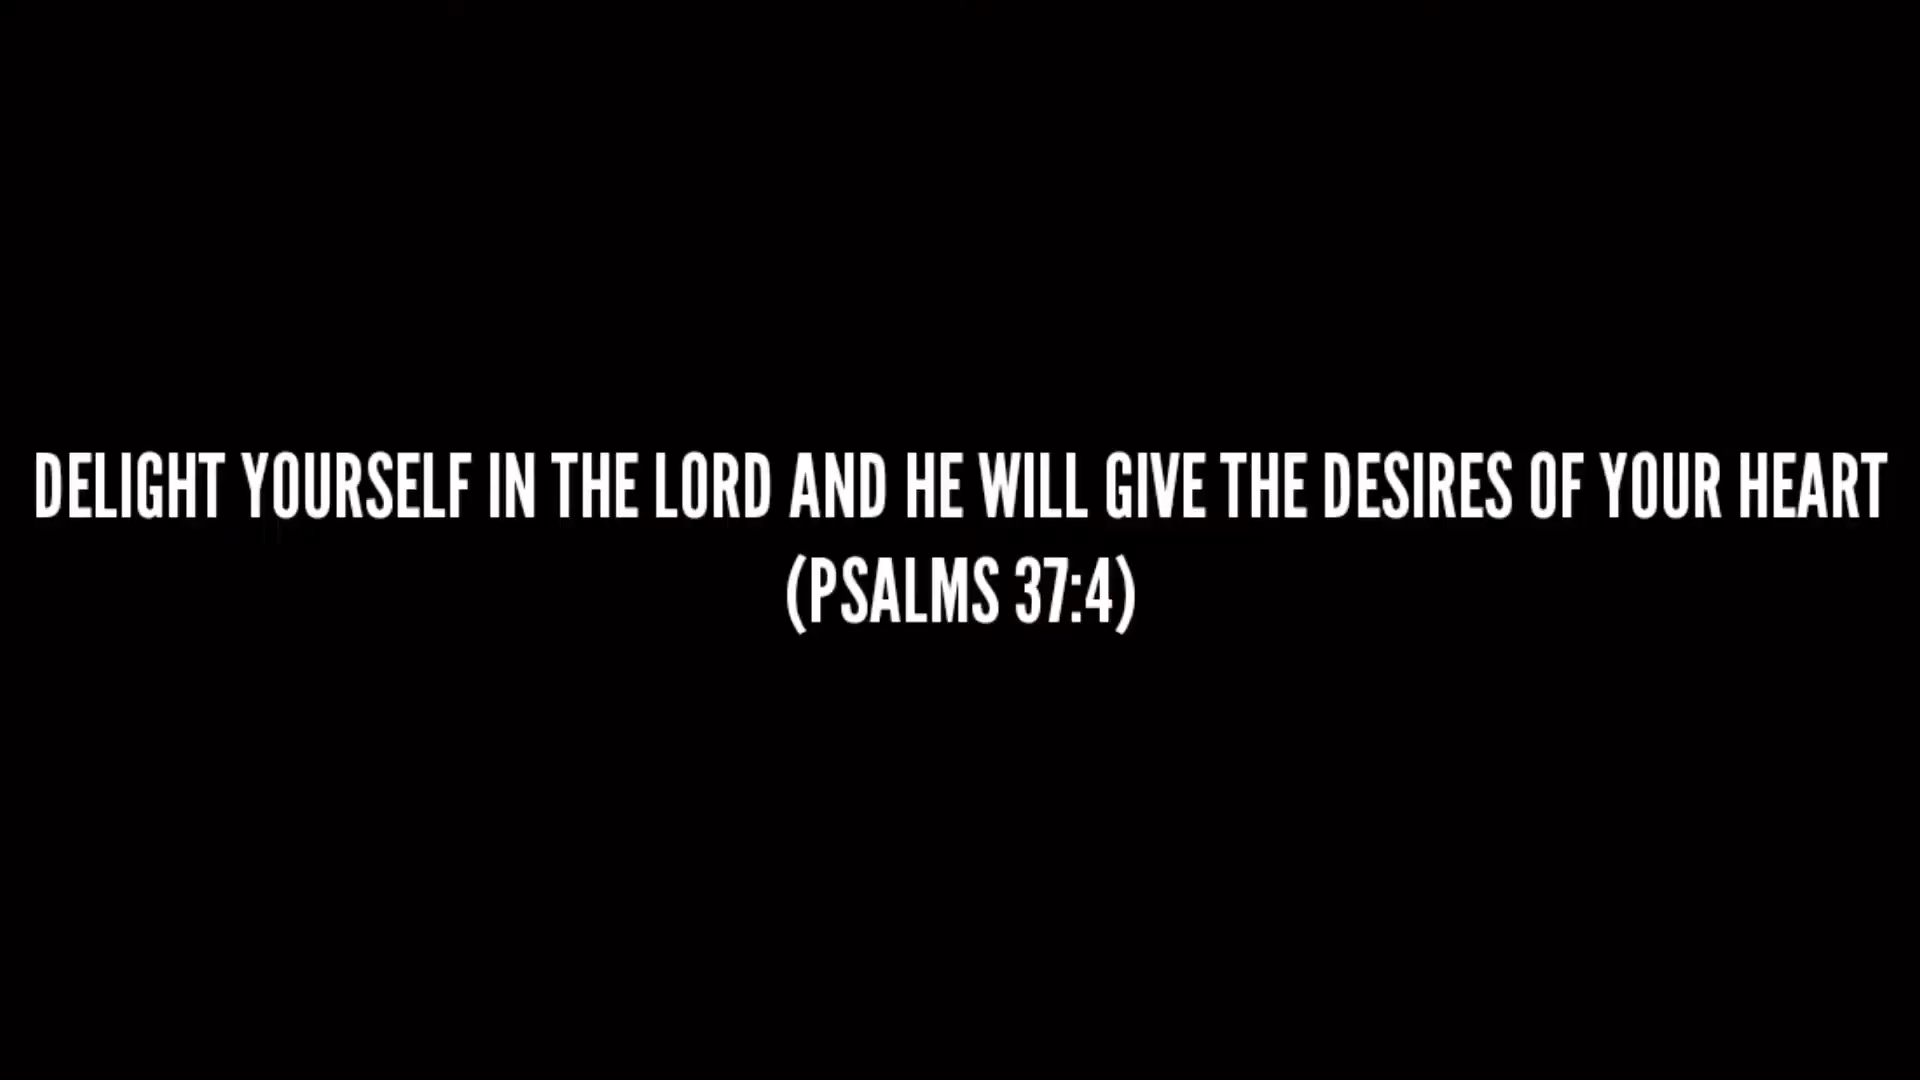 DELIGHT YOURSELF IN THE LORD AND HE WILL GIVE THE DESIRES OF YOUR HEART
(PSALMS 37:4)